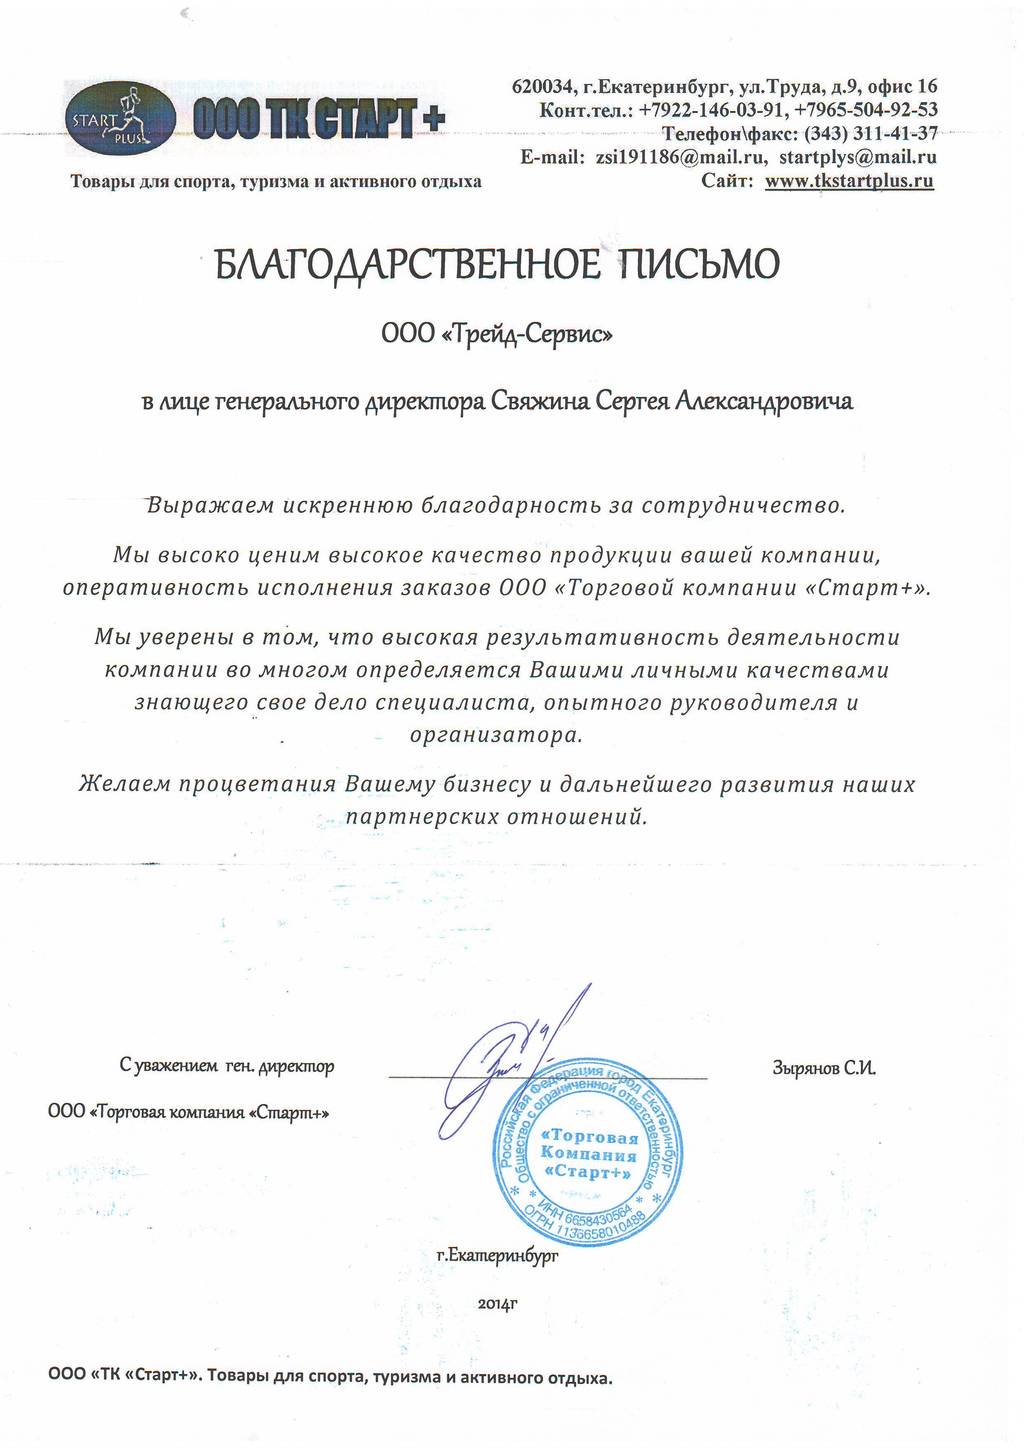 START
PLUS
ООО ТК СТАРТ +
Товары для спорта, туризма и активного отдыха
620034, г.Екатеринбург, ул.Труда, д.9, офис 16
Конт.тел.: +7922-146-03-91, +7965-504-92-53
Телефон\факс: (343) 311-41-37
E-mail: zsi191186@mail.ru, startplys@mail.ru
Сайт: www.tkstartplus.ru
БЛАГОДАРСТВЕННОЕ ПИСЬМО
ООО «Трейд-Сервис»
в лице генерального директора Свяжина Сергея Александровича
Выражаем искреннюю благодарность за сотрудничество.
Мы высоко ценим высокое качество продукции вашей компании,
оперативность исполнения заказов ООО «Торговой компании «Старт+».
Мы уверены в том, что высокая результативность деятельности
компании во многом определяется Вашими личными качествами
знающего свое дело специалиста, опытного руководителя и
организатора.
Желаем процветания Вашему бизнесу и дальнейшего развития наших
партнерских отношений.
С уважением ген. директор
Зырянов С.И.
ООО «Торговая компания «Старт+»
Российская Федерация город Екатеринбург
Общество с ограниченной ответственностью
«Торговая
Компания
«Старт+»
* ИНН 6658430564 *
* ОГРН 1136658010488 *
г.Екатеринбург
2014г
ООО «ТК «Старт+». Товары для спорта, туризма и активного отдыха.